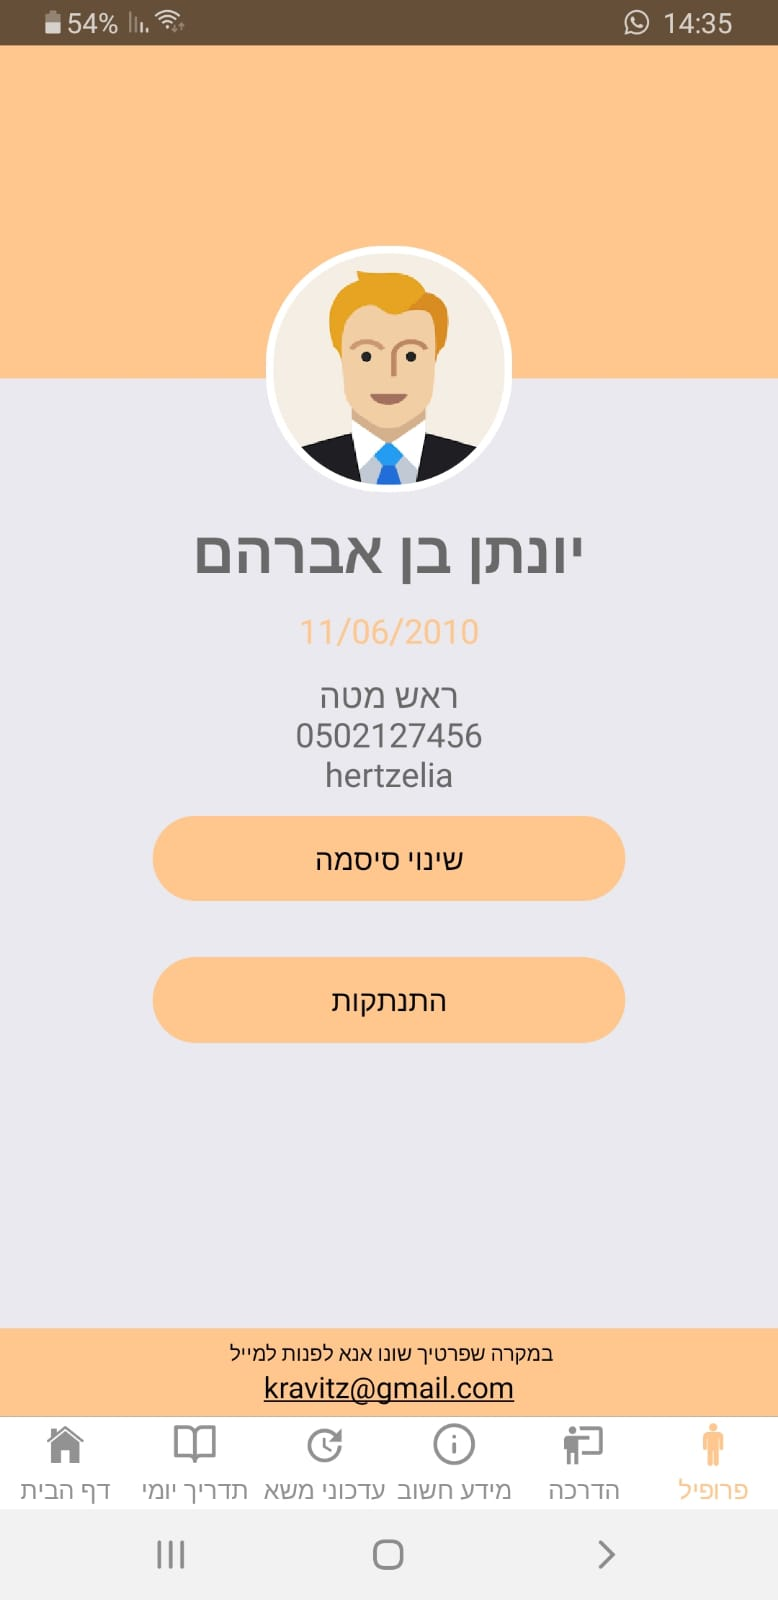 54%
14:35
יונתן בן אברהם
11/06/2010
ראש מטה
0502127456
hertzelia
שינוי סיסמה
התנתקות
במקרה שפרטיך שונו אנא לפנות למייל
kravitz@gmail.com
פרופיל
הדרכה
מידע חשוב
עדכוני משא
תדריך יומי
דף הבית